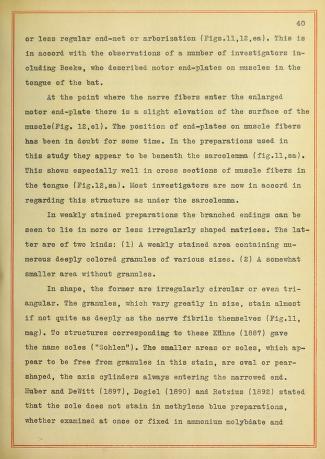 40
or less regular end-net or arborization (Figs.11,12,ea). This is
in accord with the observations of a number of investigators in-
cluding Boeke, who described motor end-plates on muscles in the
tongue of the bat.
At the point where the nerve fibers enter the enlarged
motor end-plate there is a slight elevation of the surface of the
muscle(Fig. 12,el). The position of end-plates on muscle fibers
has been in doubt for some time. In the preparations used in
this study they appear to be beneath the sarcolemma (fig.11,sa).
This shows especially well in cross sections of muscle fibers in
the tongue (Fig.12,sa). Most investigators are now in accord in
regarding this structure as under the sarcolemma.
In weakly stained preparations the branched endings can be
seen to lie in more or less irregularly shaped matrices. The lat-
ter are of two kinds: (1) A weakly stained area containing nu-
merous deeply colored granules of various sizes. (2) A somewhat
smaller area without granules.
In shape, the former are irregularly circular or even tri-
angular. The granules, which vary greatly in size, stain almost
if not quite as deeply as the nerve fibrils themselves (Fig.11,
mag). To structures corresponding to these Kühne (1887) gave
the name soles ("Sohlen"). The smaller areas or soles, which ap-
pear to be free from granules in this stain, are oval or pear-
shaped, the axis cylinders always entering the narrowed end.
Huber and DeWitt (1897), Dogiel (1890) and Retzius (1892) stated
that the sole does not stain in methylene blue preparations,
whether examined at once or fixed in ammonium molybdate and